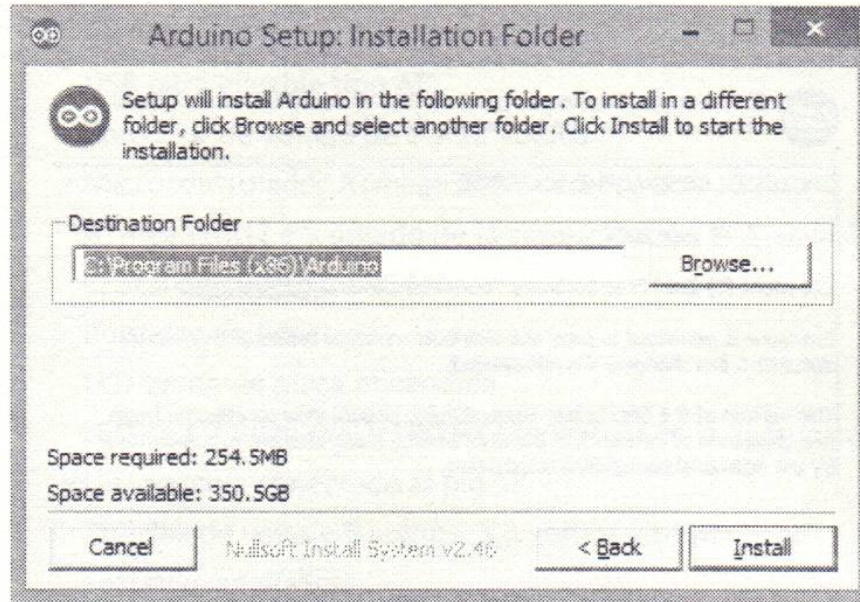 Arduino Setup: Installation Folder
Setup will install Arduino in the following folder. To install in a different
folder, click Browse and select another folder. Click Install to start the
installation.
Destination Folder
C:\Program Files (x86)\Arduino
Browse...
Space required: 254.5MB
Space available: 350.5GB
Cancel
Nullsoft Install System v2.46
< Back
Install